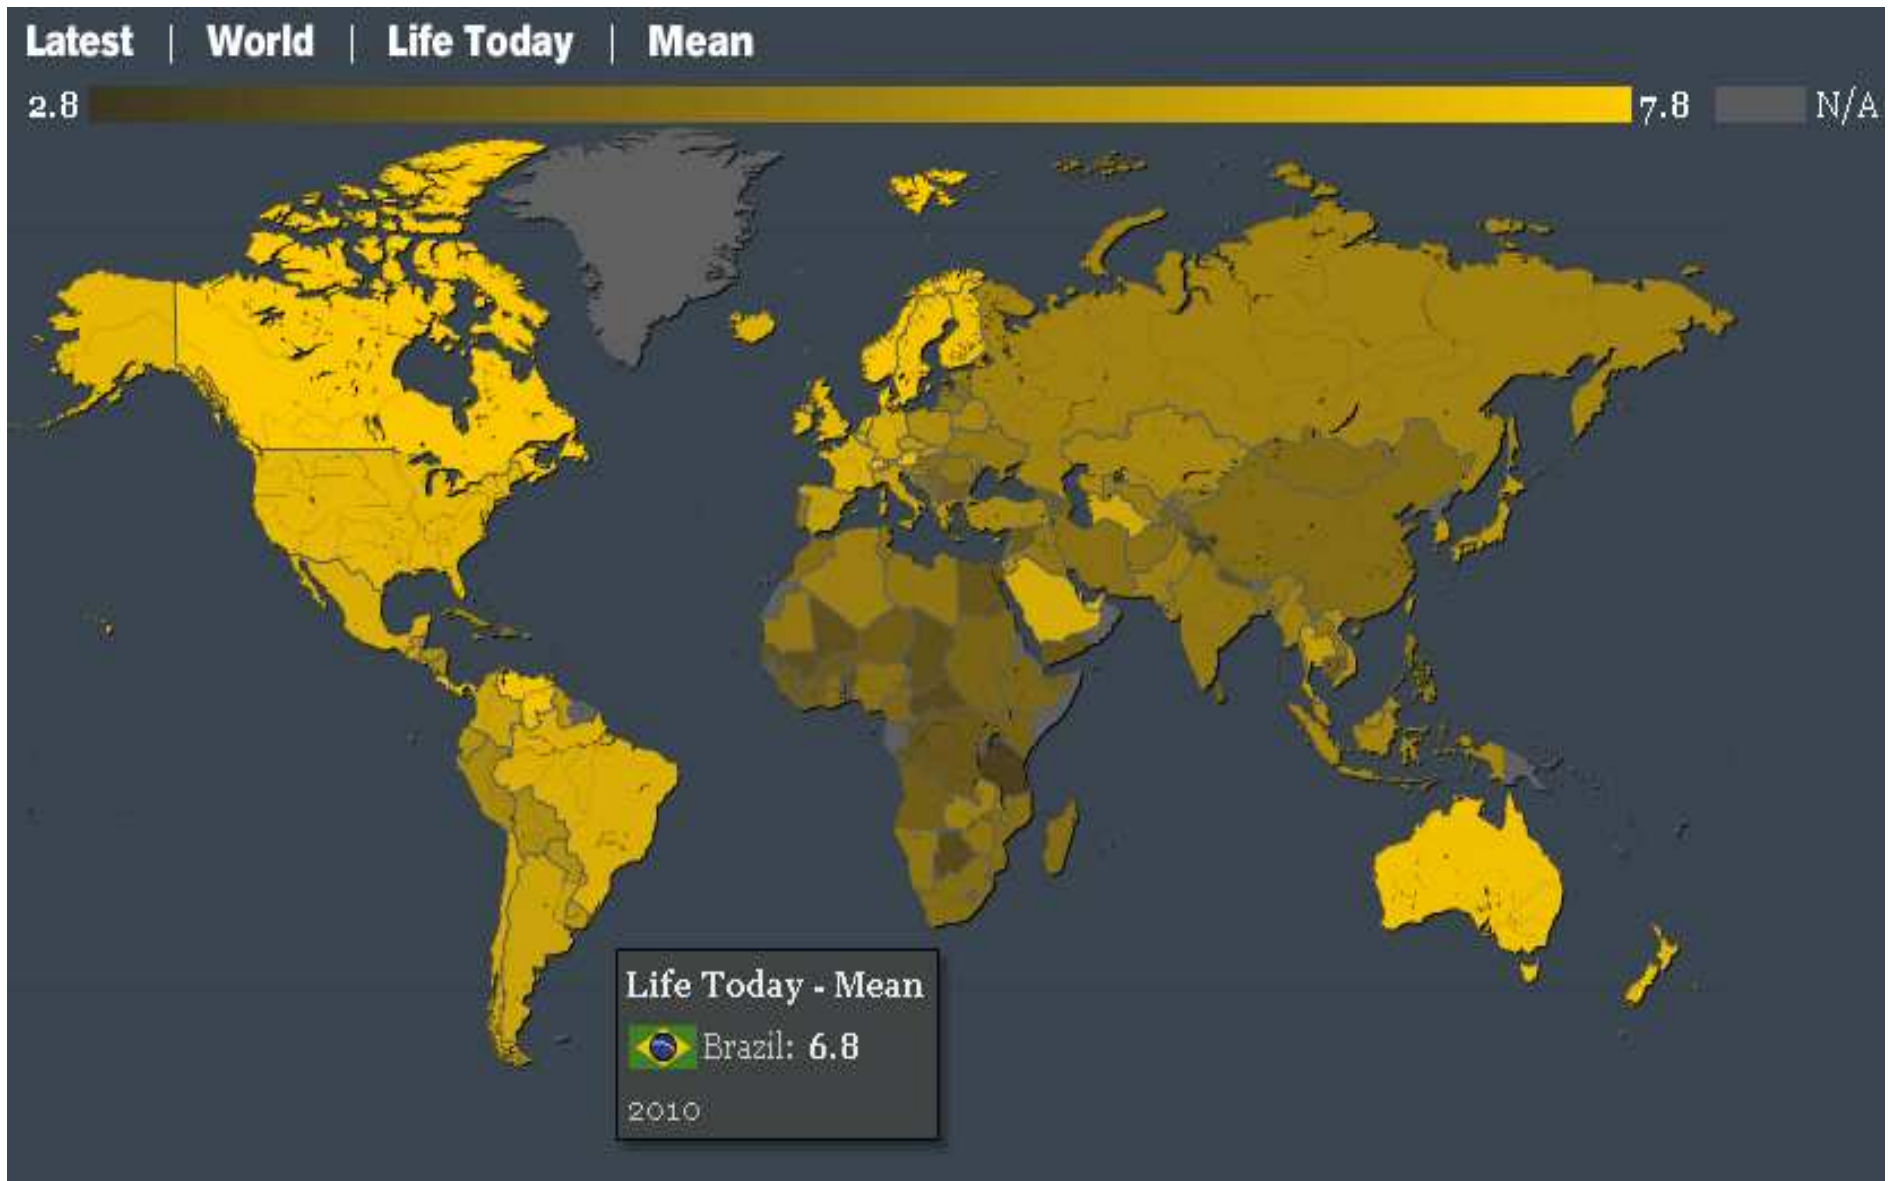 Latest | World | Life Today | Mean
2.8 7.8 N/A
Life Today - Mean
Brazil: 6.8
2010